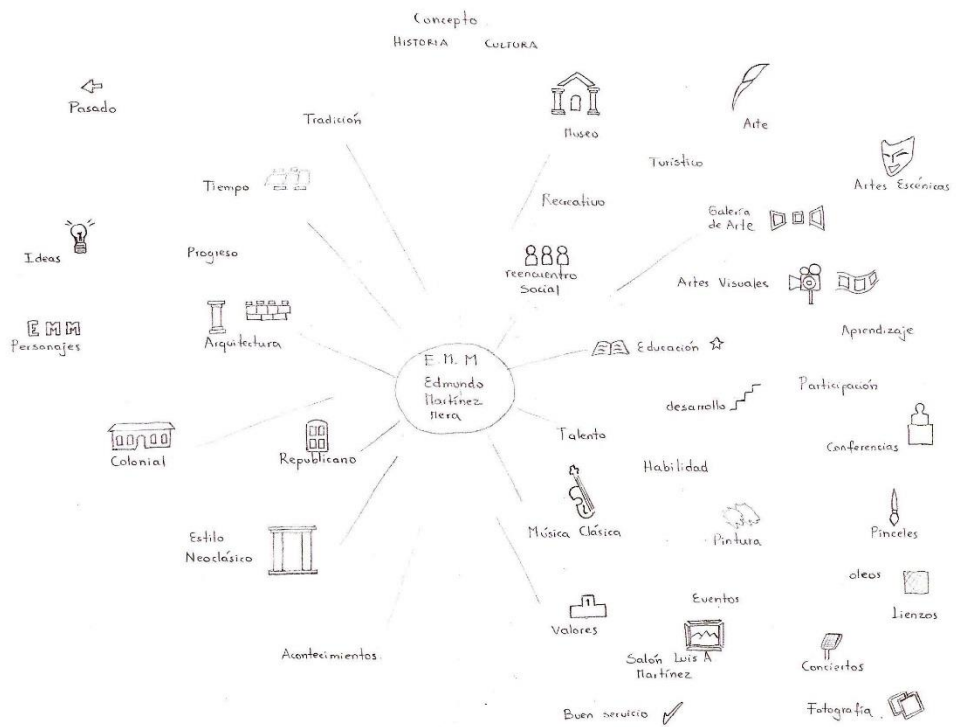 Concepto
HISTORIA CULTURA
Pasado
Tradición
Museo
Arte
Turístico
Artes Escénicas
Tiempo
Recreativo
Galería
de Arte
Ideas
Progreso
reencuentro
Social
Artes Visuales
E M M
Personajes
Arquitectura
Aprendizaje
E. M. M
Edmundo
Martínez
Mera
Educación
Participación
desarrollo
Colonial
Republicano
Talento
Conferencias
Habilidad
Estilo
Neoclásico
Música Clásica
Pintura
Pinceles
oleos
Lienzos
Eventos
1
Valores
Acontecimientos
Salón Luis A
Martínez
Conciertos
Buen servicio
Fotografía